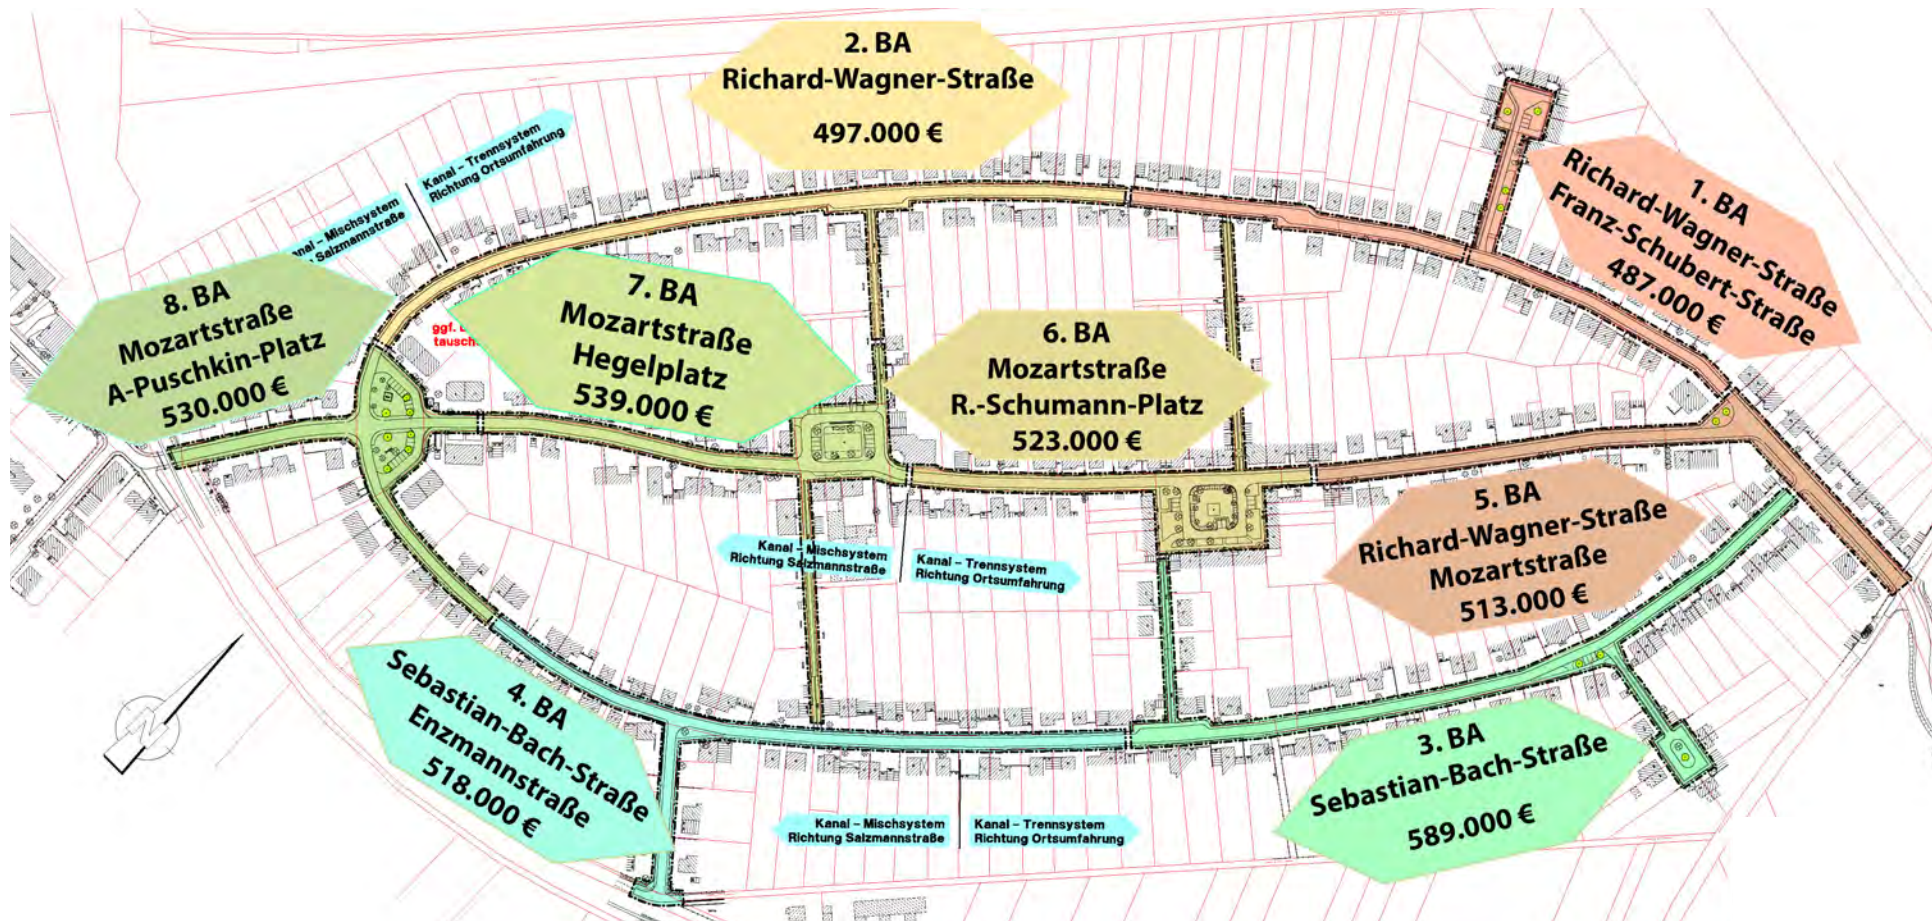 2. BA
Richard-Wagner-Straße
497.000 €
1. BA
Richard-Wagner-Straße
Franz-Schubert-Straße
487.000 €
Kanal – Trennsystem
Richtung Ortsumfahrung
– Mischsystem
Salzmannstraße
8. BA
Mozartstraße
A-Puschkin-Platz
530.000 €
ggf.
7. BA
Mozartstraße
Hegelplatz
539.000 €
6. BA
Mozartstraße
R.-Schumann-Platz
523.000 €
5. BA
Richard-Wagner-Straße
Mozartstraße
513.000 €
Kanal – Mischsystem
Richtung Salzmannstraße
Kanal – Trennsystem
Richtung Ortsumfahrung
4. BA
Sebastian-Bach-Straße
Enzmannstraße
518.000 €
3. BA
Sebastian-Bach-Straße
589.000 €
Kanal – Mischsystem
Richtung Salzmannstraße
Kanal – Trennsystem
Richtung Ortsumfahrung
N